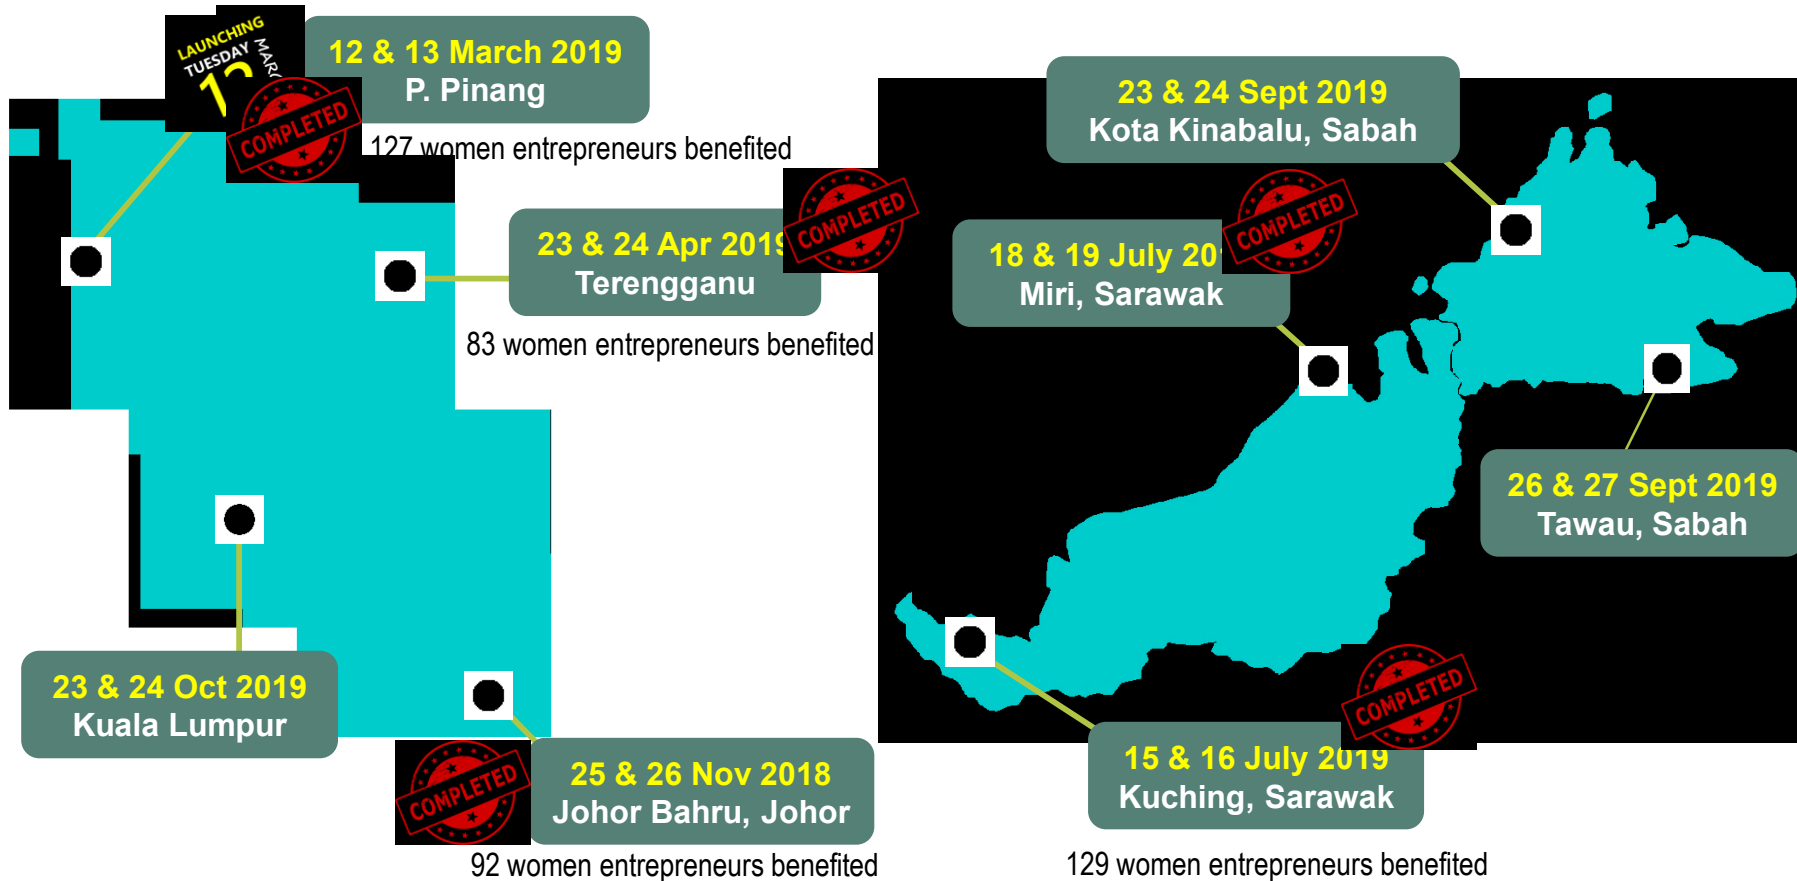 LAUNCHING
TUESDAY
12 & 13 March 2019
P. Pinang
COMPLETED
127 women entrepreneurs benefited
23 & 24 Apr 2019
Terengganu
COMPLETED
83 women entrepreneurs benefited
23 & 24 Oct 2019
Kuala Lumpur
COMPLETED
25 & 26 Nov 2018
Johor Bahru, Johor
92 women entrepreneurs benefited
23 & 24 Sept 2019
Kota Kinabalu, Sabah
COMPLETED
18 & 19 July 201
Miri, Sarawak
26 & 27 Sept 2019
Tawau, Sabah
COMPLETED
15 & 16 July 2019
Kuching, Sarawak
129 women entrepreneurs benefited